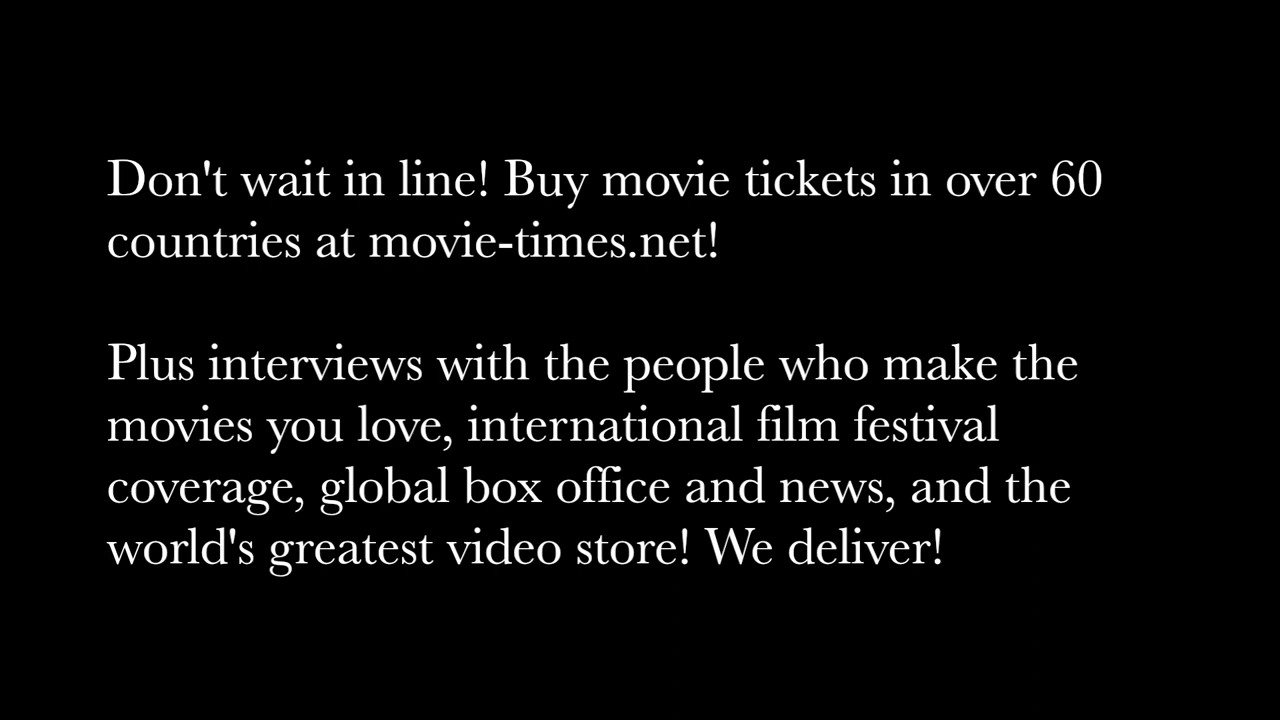 Don't wait in line! Buy movie tickets in over 60
countries at movie-times.net!
Plus interviews with the people who make the
movies you love, international film festival
coverage, global box office and news, and the
world's greatest video store! We deliver!